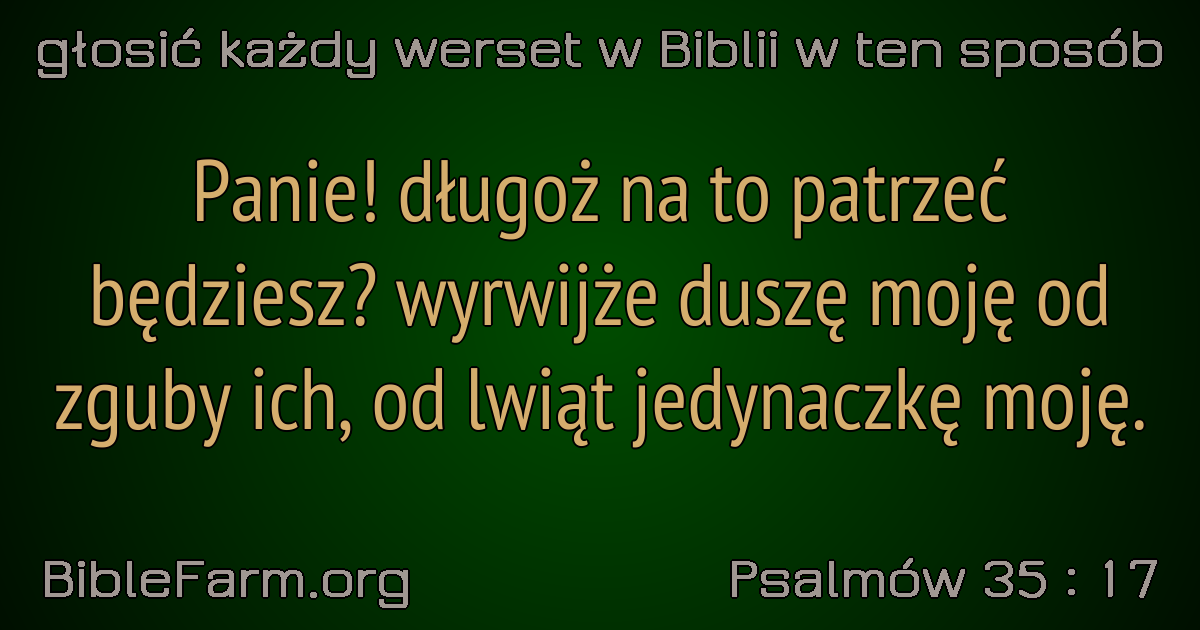 głosić każdy werset w Biblii w ten sposób
Panie! długoż na to patrzeć
będziesz? wyrwijże duszę moję od
zguby ich, od lwiąt jedynaczkę moję.
BibleFarm.org
Psalmów 35 : 17